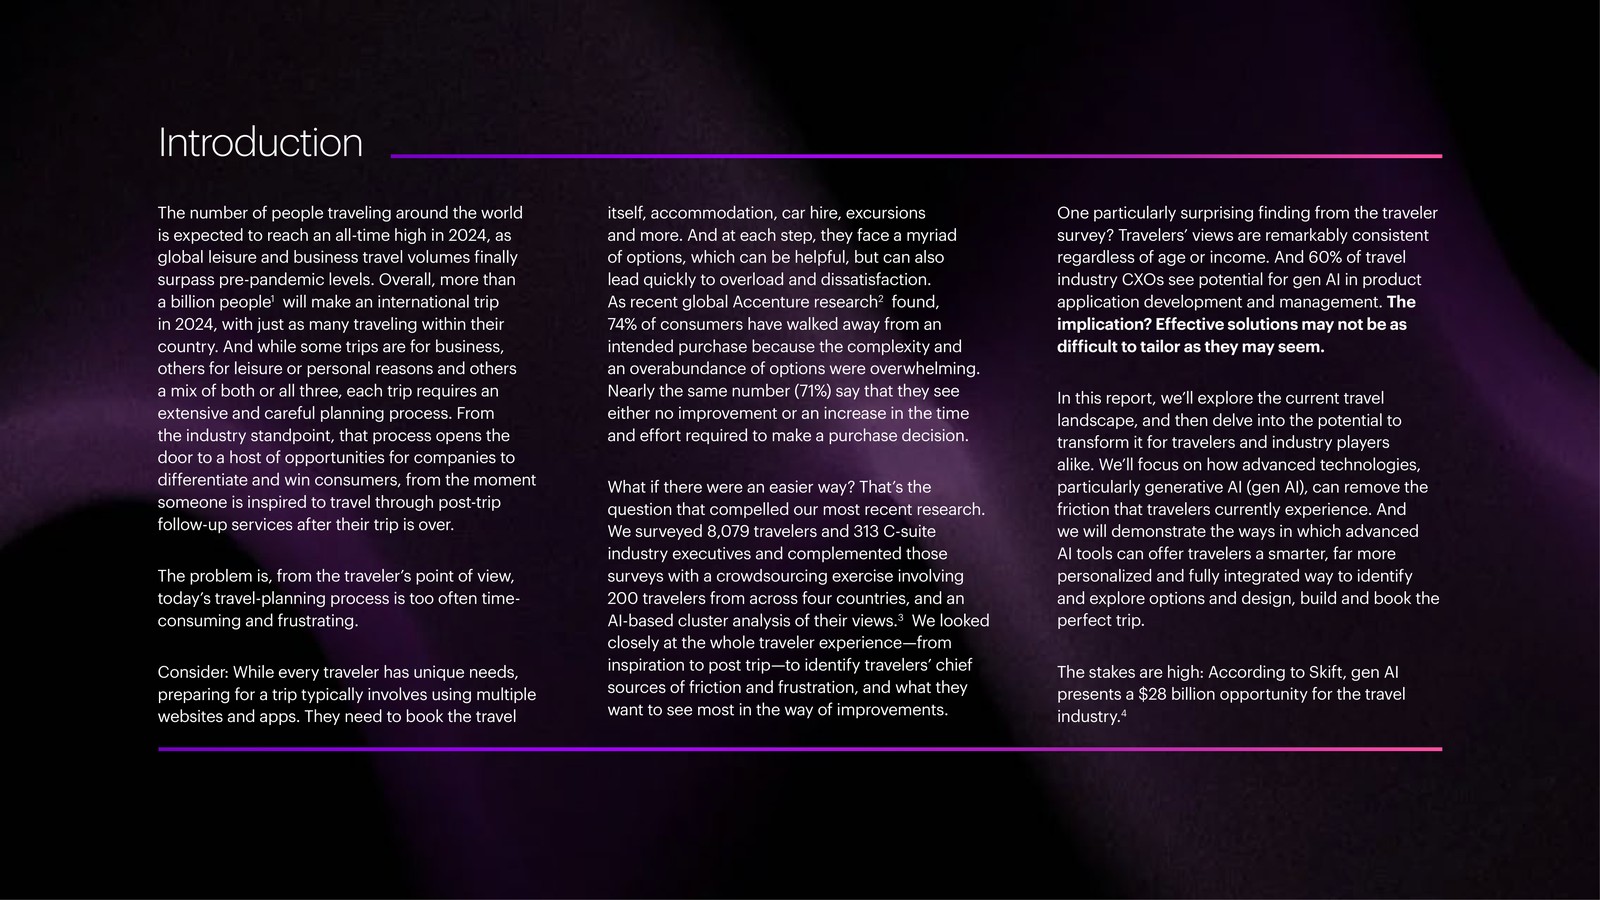 Introduction
The number of people traveling around the world
is expected to reach an all-time high in 2024, as
global leisure and business travel volumes finally
surpass pre-pandemic levels. Overall, more than
a billion people¹ will make an international trip
in 2024, with just as many traveling within their
country. And while some trips are for business,
others for leisure or personal reasons and others
a mix of both or all three, each trip requires an
extensive and careful planning process. From
the industry standpoint, that process opens the
door to a host of opportunities for companies to
differentiate and win consumers, from the moment
someone is inspired to travel through post-trip
follow-up services after their trip is over.
The problem is, from the traveler’s point of view,
today’s travel-planning process is too often time-
consuming and frustrating.
Consider: While every traveler has unique needs,
preparing for a trip typically involves using multiple
websites and apps. They need to book the travel
itself, accommodation, car hire, excursions
and more. And at each step, they face a myriad
of options, which can be helpful, but can also
lead quickly to overload and dissatisfaction.
As recent global Accenture research² found,
74% of consumers have walked away from an
intended purchase because the complexity and
an overabundance of options were overwhelming.
Nearly the same number (71%) say that they see
either no improvement or an increase in the time
and effort required to make a purchase decision.
What if there were an easier way? That’s the
question that compelled our most recent research.
We surveyed 8,079 travelers and 313 C-suite
industry executives and complemented those
surveys with a crowdsourcing exercise involving
200 travelers from across four countries, and an
AI-based cluster analysis of their views.³ We looked
closely at the whole traveler experience—from
inspiration to post trip—to identify travelers’ chief
sources of friction and frustration, and what they
want to see most in the way of improvements.
One particularly surprising finding from the traveler
survey? Travelers’ views are remarkably consistent
regardless of age or income. And 60% of travel
industry CXOs see potential for gen AI in product
application development and management. The
implication? Effective solutions may not be as
difficult to tailor as they may seem.
In this report, we’ll explore the current travel
landscape, and then delve into the potential to
transform it for travelers and industry players
alike. We’ll focus on how advanced technologies,
particularly generative AI (gen AI), can remove the
friction that travelers currently experience. And
we will demonstrate the ways in which advanced
AI tools can offer travelers a smarter, far more
personalized and fully integrated way to identify
and explore options and design, build and book the
perfect trip.
The stakes are high: According to Skift, gen AI
presents a $28 billion opportunity for the travel
industry.⁴